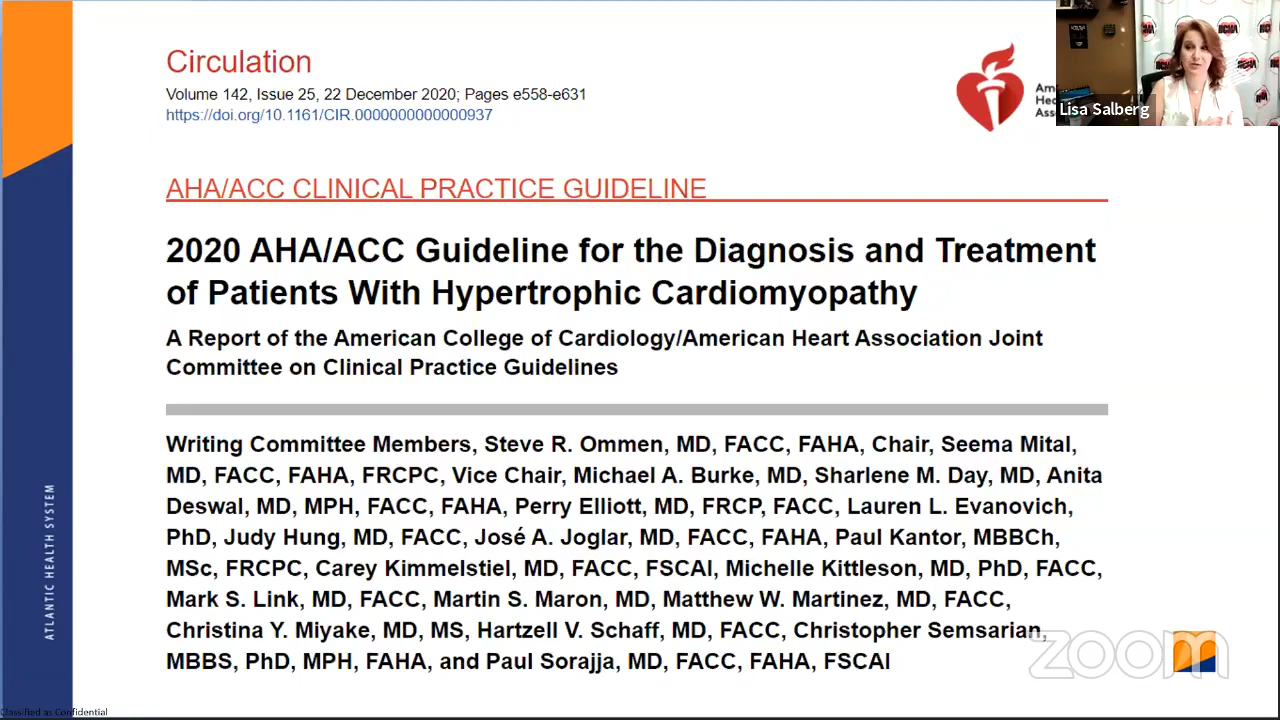 Circulation
Volume 142, Issue 25, 22 December 2020; Pages e558-e631
https://doi.org/10.1161/CIR.0000000000000937
Lisa Salberg
AHA/ACC CLINICAL PRACTICE GUIDELINE
2020 AHA/ACC Guideline for the Diagnosis and Treatment
of Patients With Hypertrophic Cardiomyopathy
A Report of the American College of Cardiology/American Heart Association Joint
Committee on Clinical Practice Guidelines
Writing Committee Members, Steve R. Ommen, MD, FACC, FAHA, Chair, Seema Mital,
MD, FACC, FAHA, FRCPC, Vice Chair, Michael A. Burke, MD, Sharlene M. Day, MD, Anita
Deswal, MD, MPH, FACC, FAHA, Perry Elliott, MD, FRCP, FACC, Lauren L. Evanovich,
PhD, Judy Hung, MD, FACC, José A. Joglar, MD, FACC, FAHA, Paul Kantor, MBBCh,
MSc, FRCPC, Carey Kimmelstiel, MD, FACC, FSCAI, Michelle Kittleson, MD, PhD, FACC,
Mark S. Link, MD, FACC, Martin S. Maron, MD, Matthew W. Martinez, MD, FACC,
Christina Y. Miyake, MD, MS, Hartzell V. Schaff, MD, FACC, Christopher Semsarian,
MBBS, PhD, MPH, FAHA, and Paul Sorajja, MD, FACC, FAHA, FSCAI
ATLANTIC HEALTH SYSTEM
zoom
Classified as Confidential